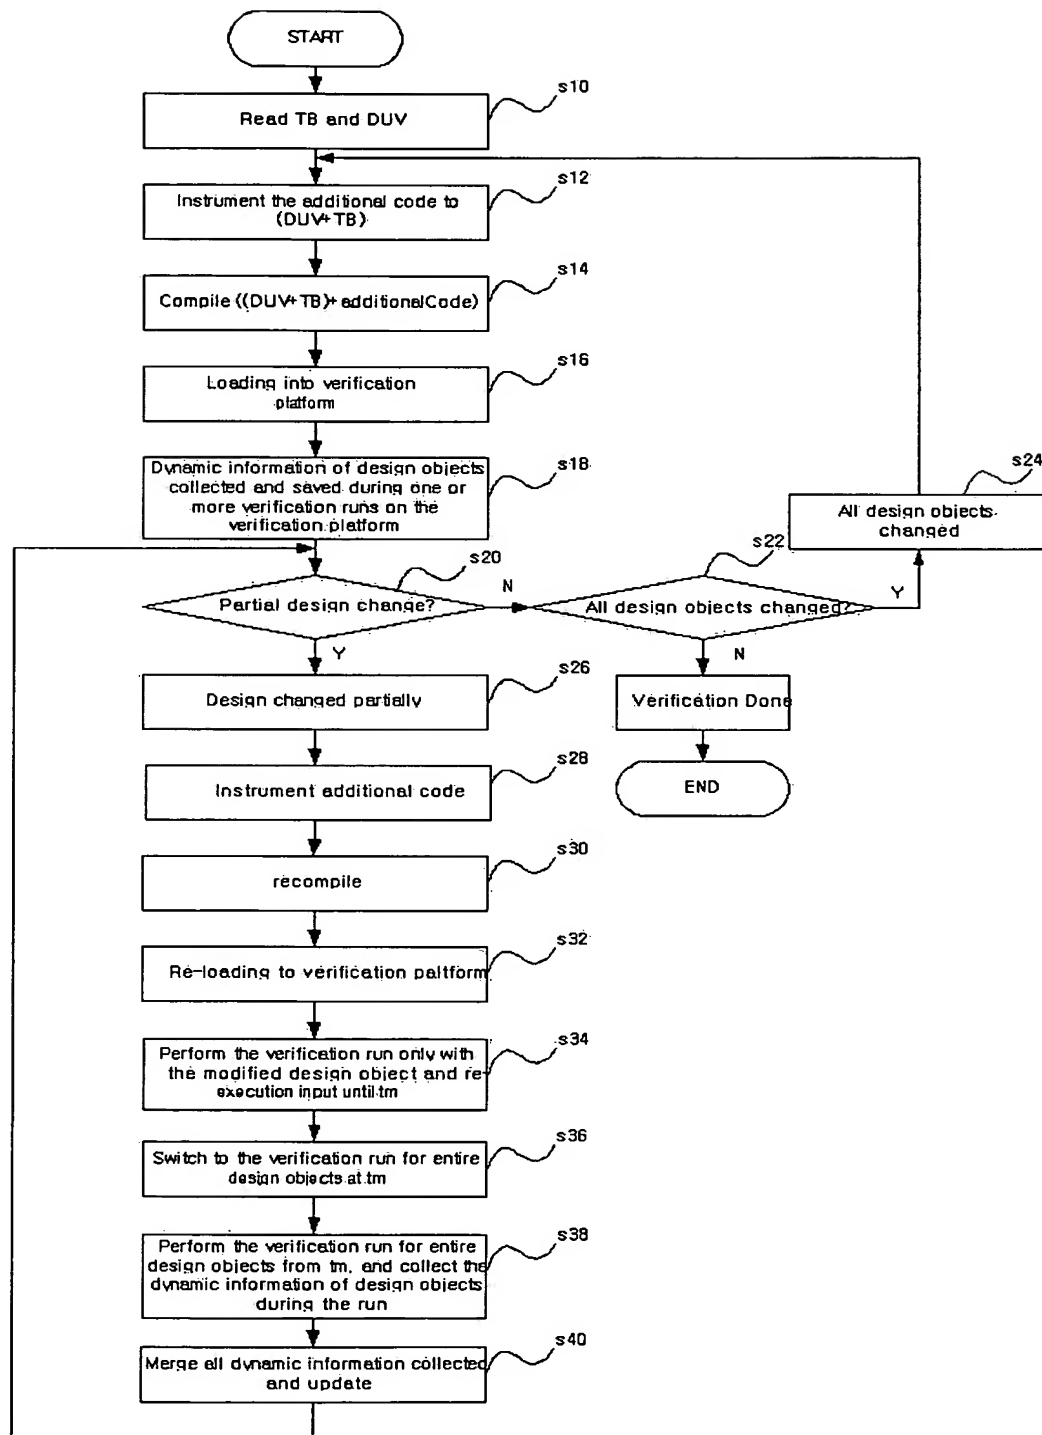 START
s10
Read TB and DUV
s12
Instrument the additional code to
(DUV+TB)
s14
Compile ((DUV+TB)+additionalCode)
s16
Loading into verification
platform
s18
Dynamic information of design objects
collected and saved during one or
more verification runs on the
verification platform
s24
All design objects
changed
s20
Partial design change?
N
s22
All design objects changed?
Y
Y
N
s26
Design changed partially
Verification Done
s28
Instrument additional code
END
s30
recompile
s32
Re-loading to verification paltform
s34
Perform the verification run only with
the modified design object and re-
execution input until tm
s36
Switch to the verification run for entire
design objects at tm
s38
Perform the verification run for entire
design objects from tm, and collect the
dynamic information of design objects
during the run
s40
Merge all dynamic information collected
and update